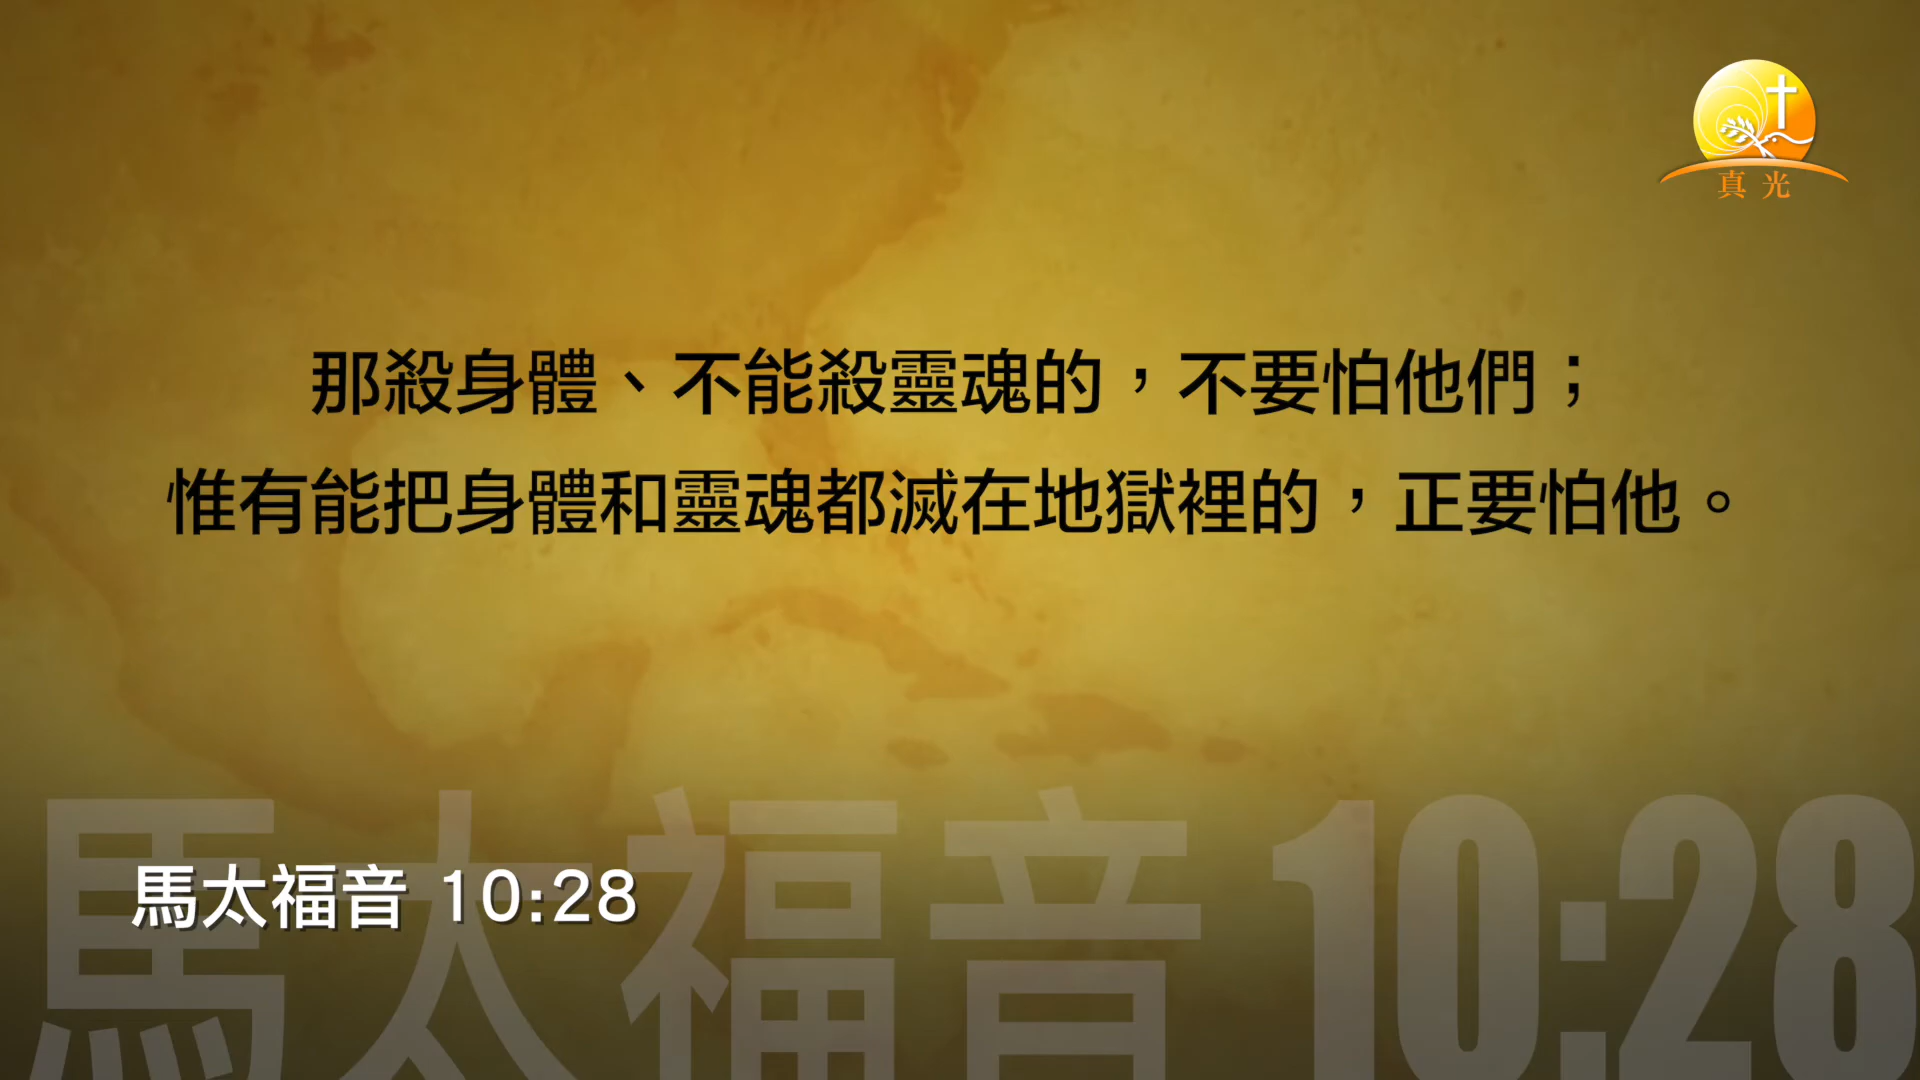 真光
那殺身體、不能殺靈魂的，不要怕他們；
惟有能把身體和靈魂都滅在地獄裡的，正要怕他。
馬太福音 10:28
馬太福音 10:28